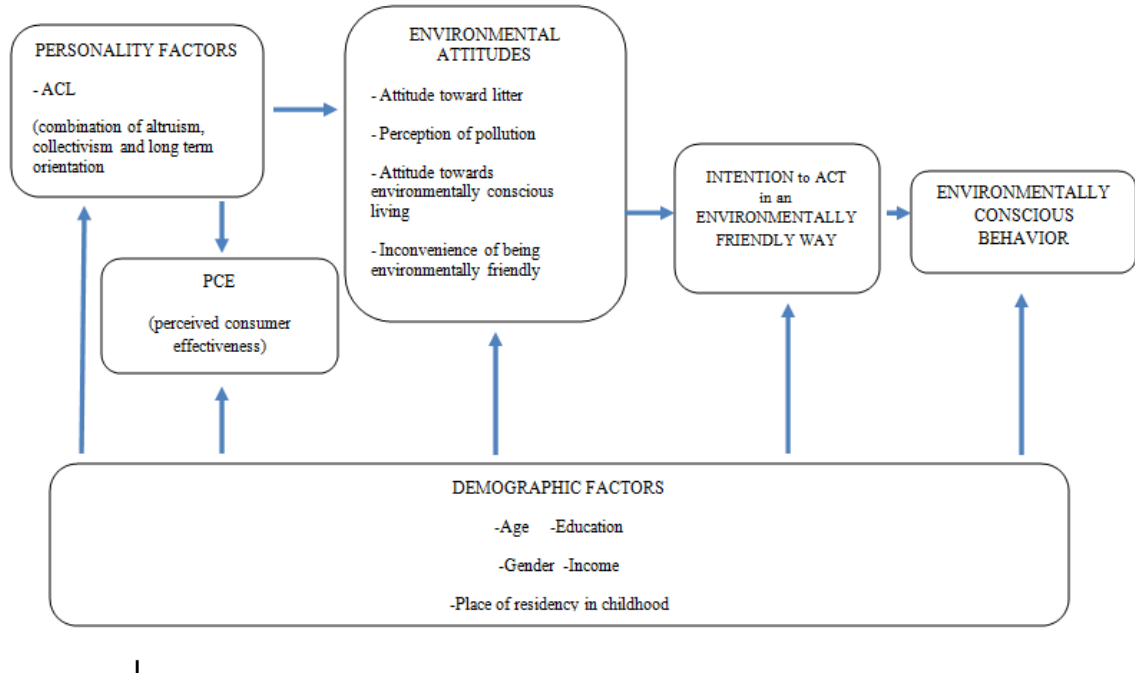 PERSONALITY FACTORS
- ACL
(combination of altruism,
collectivism and long term
orientation
ENVIRONMENTAL
ATTITUDES
- Attitude toward litter
- Perception of pollution
- Attitude towards
environmentally conscious
living
- Inconvenience of being
environmentally friendly
INTENTION to ACT
in an
ENVIRONMENTALLY
FRIENDLY WAY
ENVIRONMENTALLY
CONSCIOUS
BEHAVIOR
PCE
(perceived consumer
effectiveness)
DEMOGRAPHIC FACTORS
-Age -Education
-Gender -Income
-Place of residency in childhood